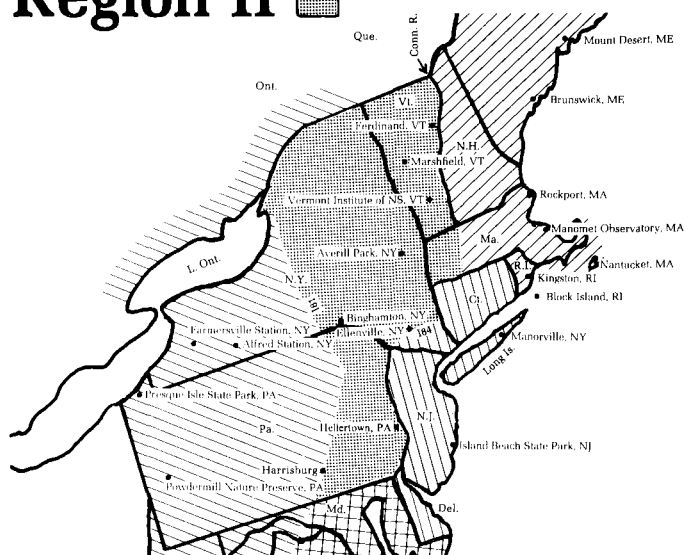 Region II
Que.
Conn. R.
Mount Desert, ME
Ont.
Vt.
Brunswick, ME
Ferdinand, VT
N.H.
Marshfield, VT
Rockport, MA
Vermont Institute of NS, VT
Manomet Observatory, MA
Ma.
Averill Park, NY
L. Ont.
R.I.
Nantucket, MA
N.Y.
Kingston, RI
Ct.
Block Island, RI
I81
Binghamton, NY
Farmersville Station, NY
Ellenville, NY
I84
Manorville, NY
Alfred Station, NY
Long Is.
Presque Isle State Park, PA
N.J.
Pa.
Hellertown, PA
Island Beach State Park, NJ
Harrisburg
Powdermill Nature Preserve, PA
Md.
Del.